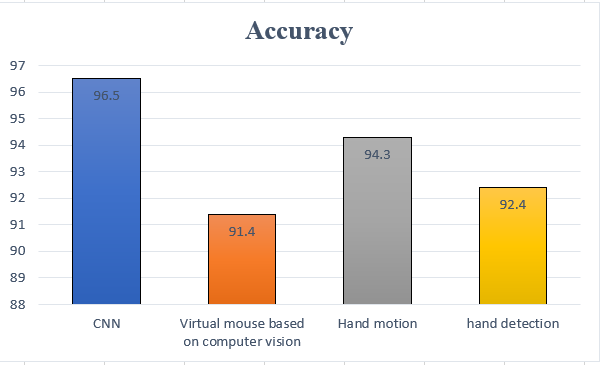 Accuracy
97
96
95
94
93
92
91
90
89
88
96.5
91.4
94.3
92.4
CNN
Virtual mouse based
on computer vision
Hand motion
hand detection